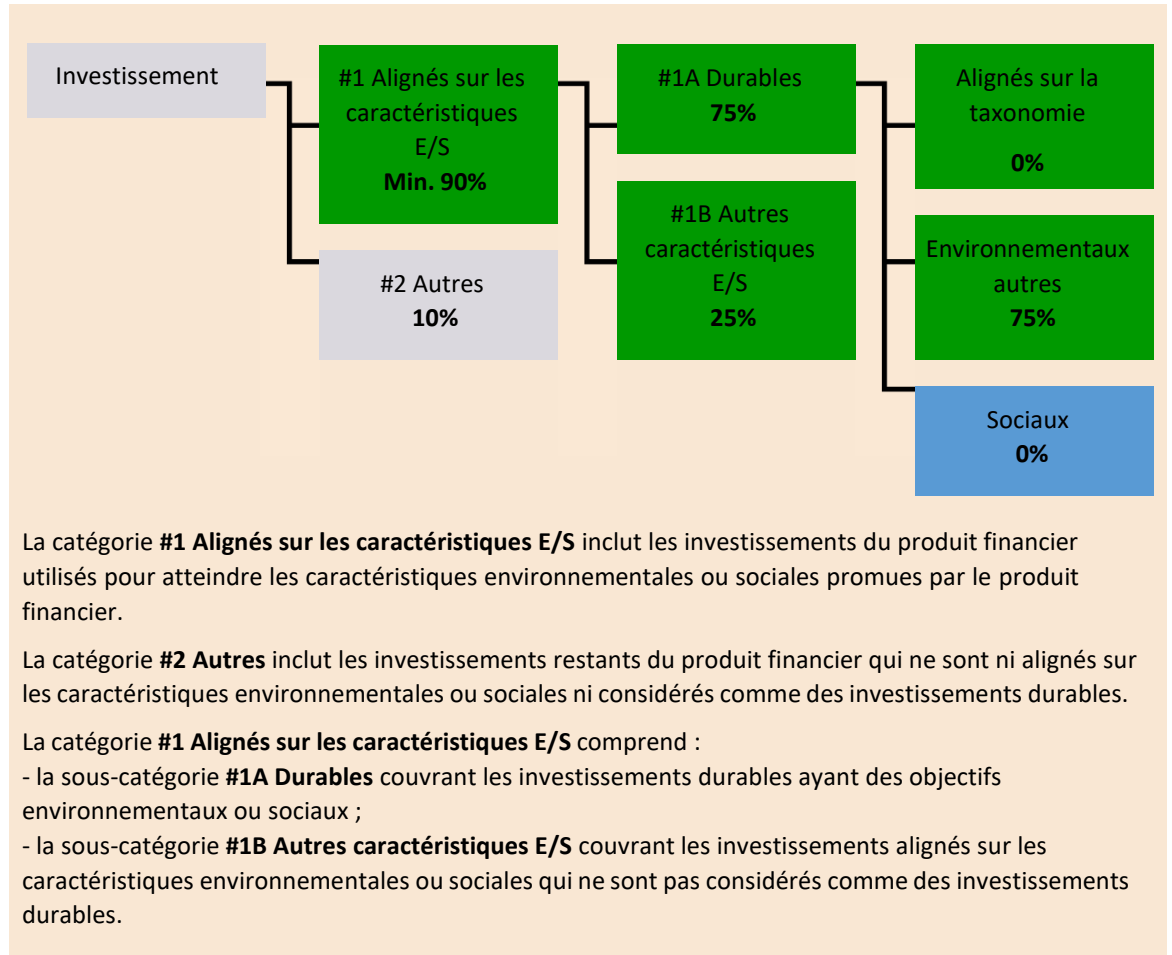 Investissement
#1 Alignés sur les
caractéristiques
E/S
Min. 90%
#2 Autres
10%
#1A Durables
75%
#1B Autres
caractéristiques
E/S
25%
Alignés sur la
taxonomie
0%
Environnementaux
autres
75%
Sociaux
0%
La catégorie #1 Alignés sur les caractéristiques E/S inclut les investissements du produit financier
utilisés pour atteindre les caractéristiques environnementales ou sociales promues par le produit
financier.
La catégorie #2 Autres inclut les investissements restants du produit financier qui ne sont ni alignés sur
les caractéristiques environnementales ou sociales ni considérés comme des investissements durables.
La catégorie #1 Alignés sur les caractéristiques E/S comprend :
- la sous-catégorie #1A Durables couvrant les investissements durables ayant des objectifs
environnementaux ou sociaux ;
- la sous-catégorie #1B Autres caractéristiques E/S couvrant les investissements alignés sur les
caractéristiques environnementales ou sociales qui ne sont pas considérés comme des investissements
durables.